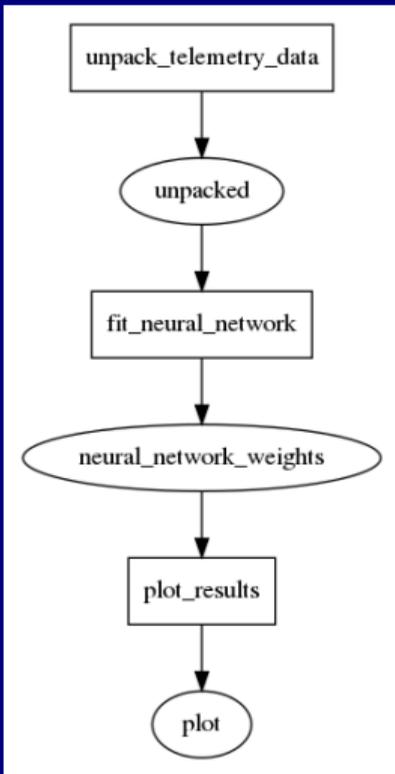 unpack_telemetry_data
unpacked
fit_neural_network
neural_network_weights
plot_results
plot